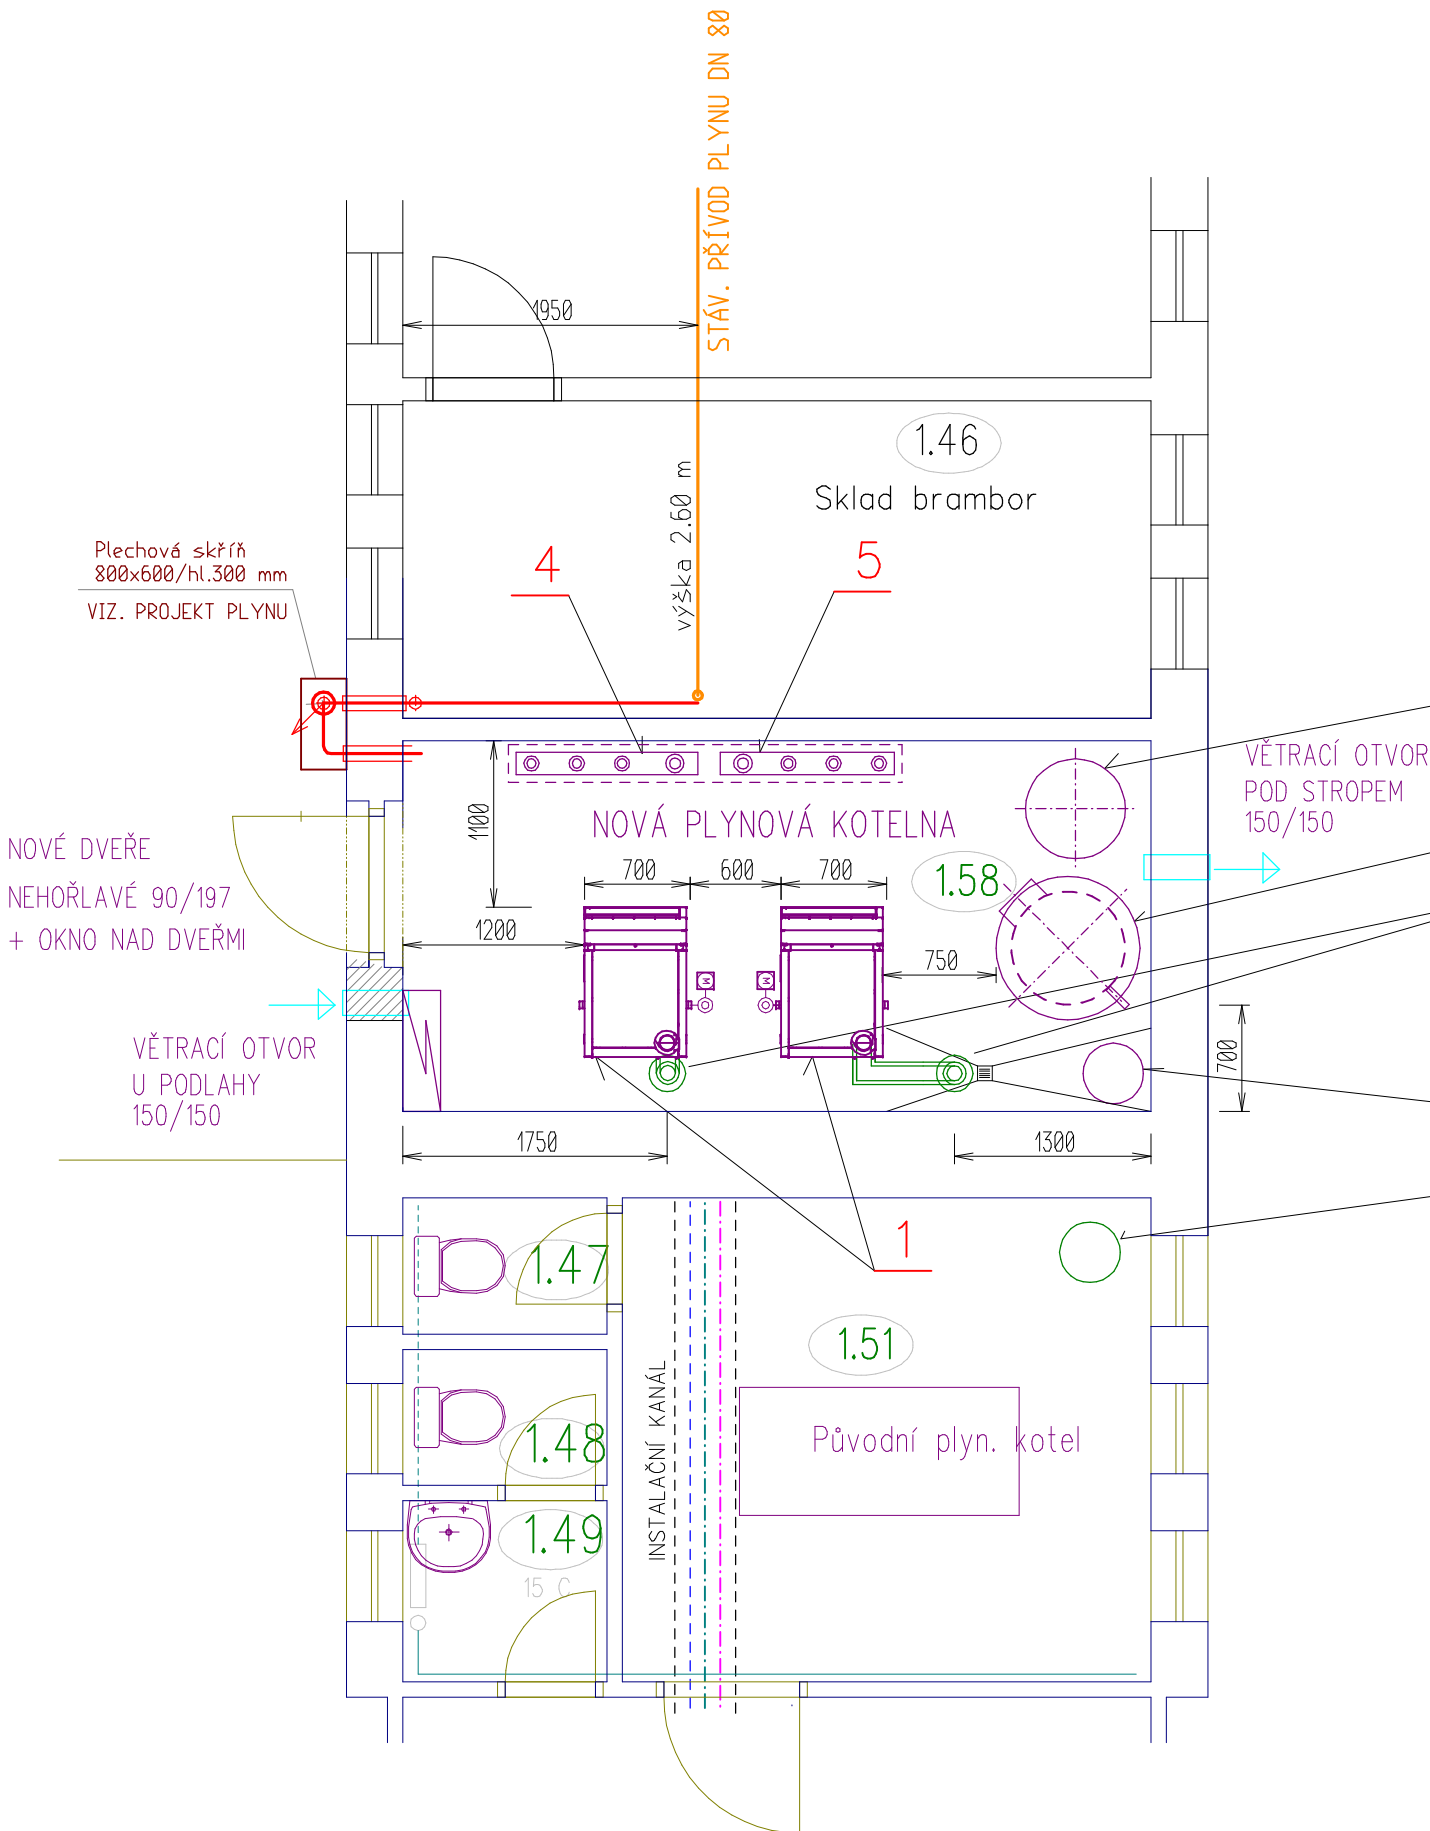 STÁV. PŘÍVOD PLYNU DN 80
1950
1.46
Sklad brambor
výška 2.60 m
4
5
Plechová skříň
800x600/hl.300 mm
VIZ. PROJEKT PLYNU
VĚTRACÍ OTVOR
POD STROPEM
150/150
1100
NOVÁ PLYNOVÁ KOTELNA
NOVÉ DVEŘE
NEHOŘLAVÉ 90/197
+ OKNO NAD DVEŘMI
700
600
700
1.58
1200
750
M
M
VĚTRACÍ OTVOR
U PODLAHY
150/150
700
1750
1300
1
1.47
1.51
INSTALAČNÍ KANÁL
1.48
Původní plyn. kotel
1.49
15 C